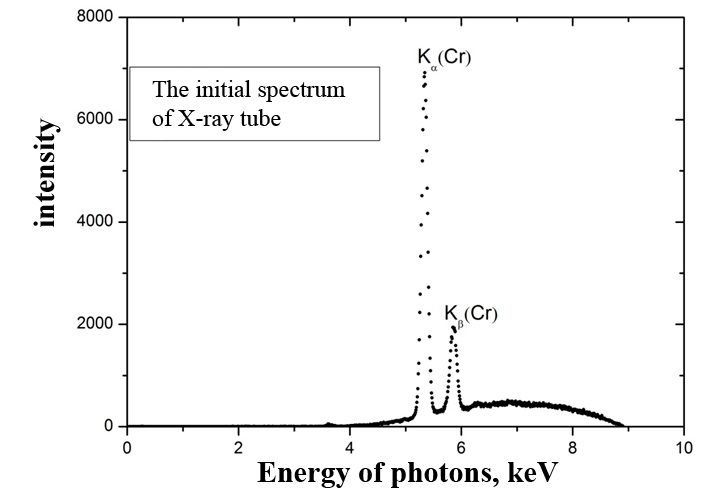 8000
6000
4000
2000
0
intensity
The initial spectrum
of X-ray tube
Kα(Cr)
Kβ(Cr)
0 2 4 6 8 10
Energy of photons, keV